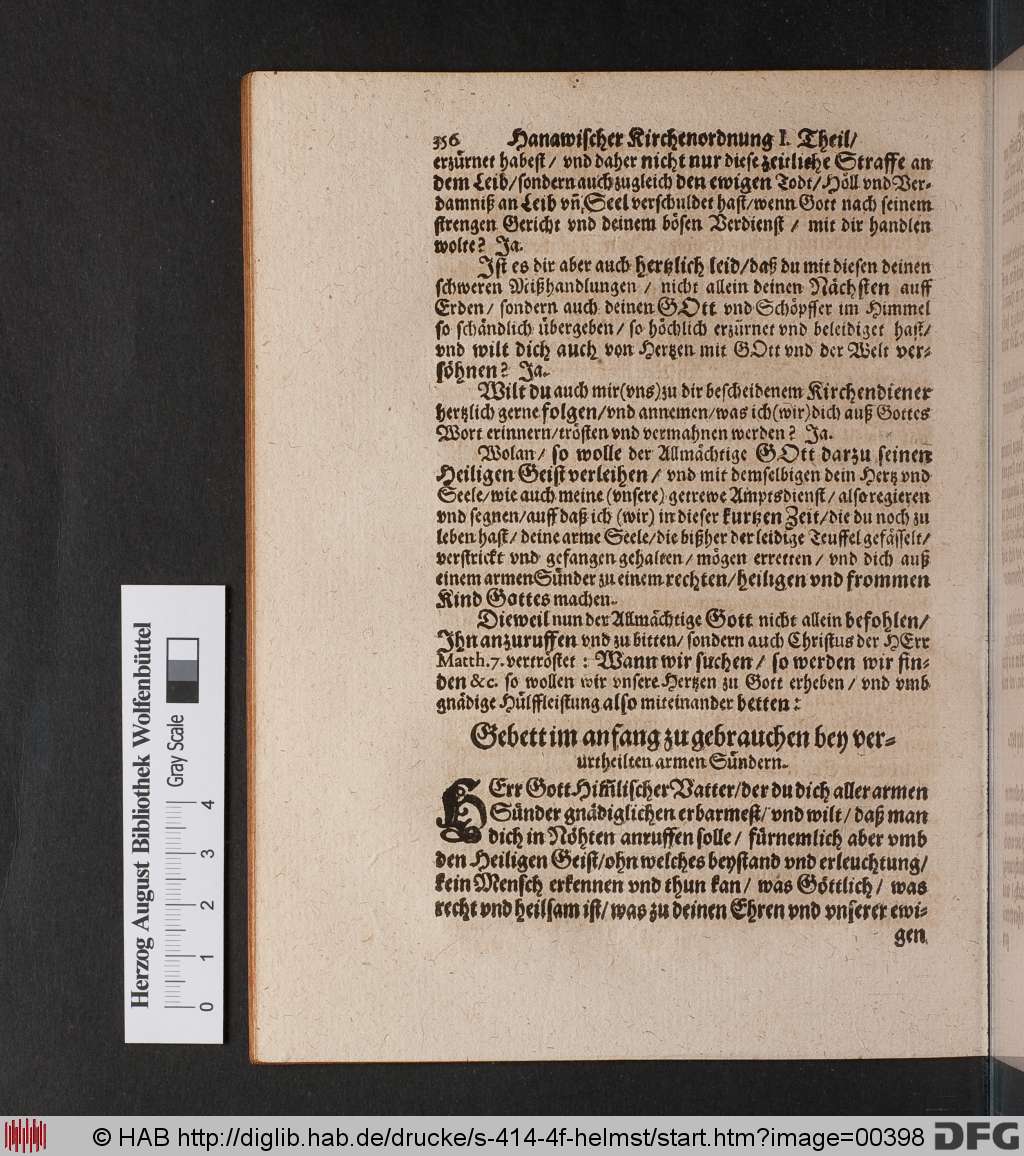 356 Hanawischer Kirchenordnung I. Theil/
erzürnet habest / vnd daher nicht nur diese zeitliche Straffe an
dem Leib/sondern auch zugleich den ewigen Todt/Höll vnd Ver-
damniß an Leib vñ Seel verschuldet hast/wenn Gott nach seinem
strengen Gericht vnd deinem bösen Verdienst / mit dir handlen
wolte? Ja.
Ist es dir aber auch hertzlich leid/daß du mit diesen deinen
schweren Mißhandlungen / nicht allein deinen Nächsten auff
Erden/ sondern auch deinen GOtt vnd Schöpffer im Himmel
so schändlich übergeben/ so höchlich erzürnet vnd beleidiget hast/
vnd wilt dich auch von Hertzen mit GOtt vnd der Welt ver-
söhnen? Ja.
Wilt du auch mir(vns)zu dir bescheidenem Kirchendiener
hertzlich gerne folgen/vnd annemen/was ich(wir)dich auß Gottes
Wort erinnern/trösten vnd vermahnen werden? Ja.
Wolan/ so wolle der Allmächtige GOtt darzu seinen
Heiligen Geist verleihen/ vnd mit demselbigen dein Hertz vnd
Seele/wie auch meine (vnsere) getrewe Amptsdienst/ also regieren
vnd segnen/auff daß ich (wir) in dieser kurtzen Zeit/die du noch zu
leben hast/ deine arme Seele/die bißher der leidige Teuffel gefässelt/
verstrickt vnd gefangen gehalten/ mögen erretten/ vnd dich auß
einem armen Sünder zu einem rechten/heiligen vnd frommen
Kind Gottes machen.
Dieweil nun der Allmächtige Gott nicht allein befohlen/
Ihn anzuruffen vnd zu bitten/ sondern auch Christus der HErr
Matth.7. vertröstet : Wann wir suchen/ so werden wir fin-
den &c. so wollen wir vnsere Hertzen zu Gott erheben / vnd vmb
gnädige Hülffleistung also miteinander betten:
Gebett im anfang zu gebrauchen bey ver-
urtheilten armen Sündern.
HErr Gott Him̃lischer Vatter/der du dich aller armen
Sünder gnädiglichen erbarmest/ vnd wilt/ daß man
dich in Nöhten anruffen solle/ fürnemlich aber vmb
den Heiligen Geist/ohn welches beystand vnd erleuchtung/
kein Mensch erkennen vnd thun kan/ was Göttlich/ was
recht vnd heilsam ist/was zu deinen Ehren vnd vnserer ewi-
gen
Herzog August Bibliothek Wolfenbüttel
Gray Scale
0 1 2 3 4
© HAB http://diglib.hab.de/drucke/s-414-4f-helmst/start.htm?image=00398 DFG